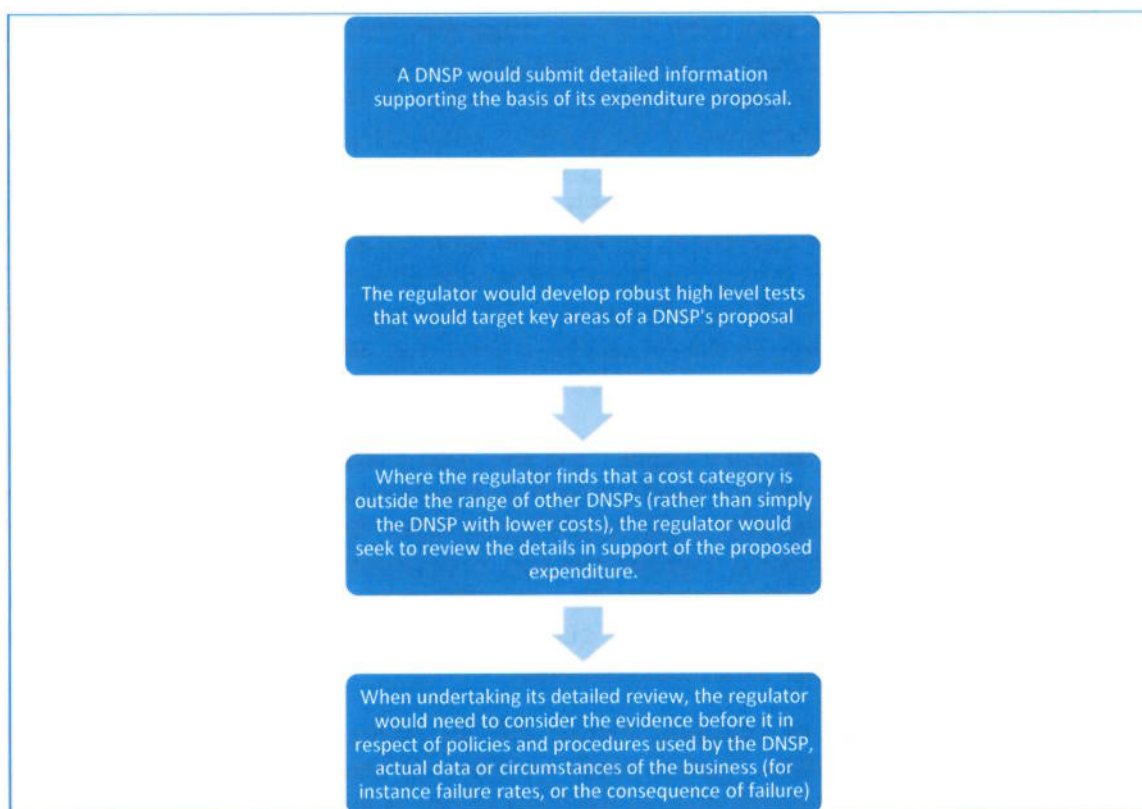 A DNSP would submit detailed information
supporting the basis of its expenditure proposal.
The regulator would develop robust high level tests
that would target key areas of a DNSP's proposal
Where the regulator finds that a cost category is
outside the range of other DNSPs (rather than simply
the DNSP with lower costs), the regulator would
seek to review the details in support of the proposed
expenditure.
When undertaking its detailed review, the regulator
would need to consider the evidence before it in
respect of policies and procedures used by the DNSP,
actual data or circumstances of the business (for
instance failure rates, or the consequence of failure)